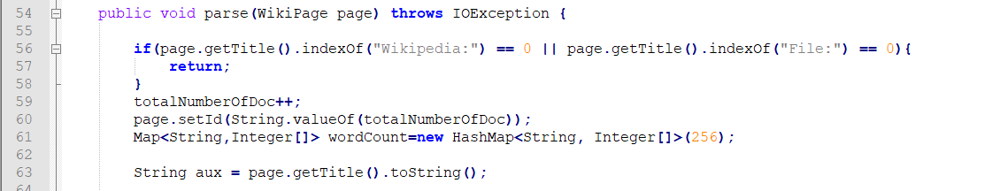 54 public void parse(WikiPage page) throws IOException {
55
56 if(page.getTitle().indexOf("Wikipedia:") == 0 || page.getTitle().indexOf("File:") == 0){
57 return;
58 }
59 totalNumberOfDoc++;
60 page.setId(String.valueOf(totalNumberOfDoc));
61 Map<String,Integer[]> wordCount=new HashMap<String, Integer[]>(256);
62
63 String aux = page.getTitle().toString();
64